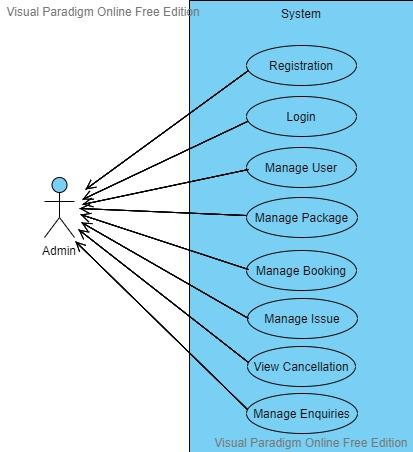 Visual Paradigm Online Free Edition
System
Registration
Login
Manage User
Manage Package
Admin
Manage Booking
Manage Issue
View Cancellation
Manage Enquiries
Visual Paradigm Online Free Edition